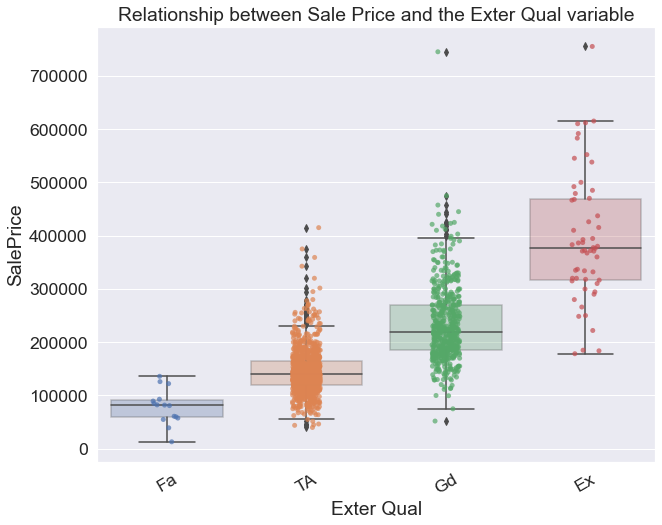 Relationship between Sale Price and the Exter Qual variable
700000
600000
500000
400000
300000
200000
100000
0
SalePrice
Fa
TA
Gd
Ex
Exter Qual